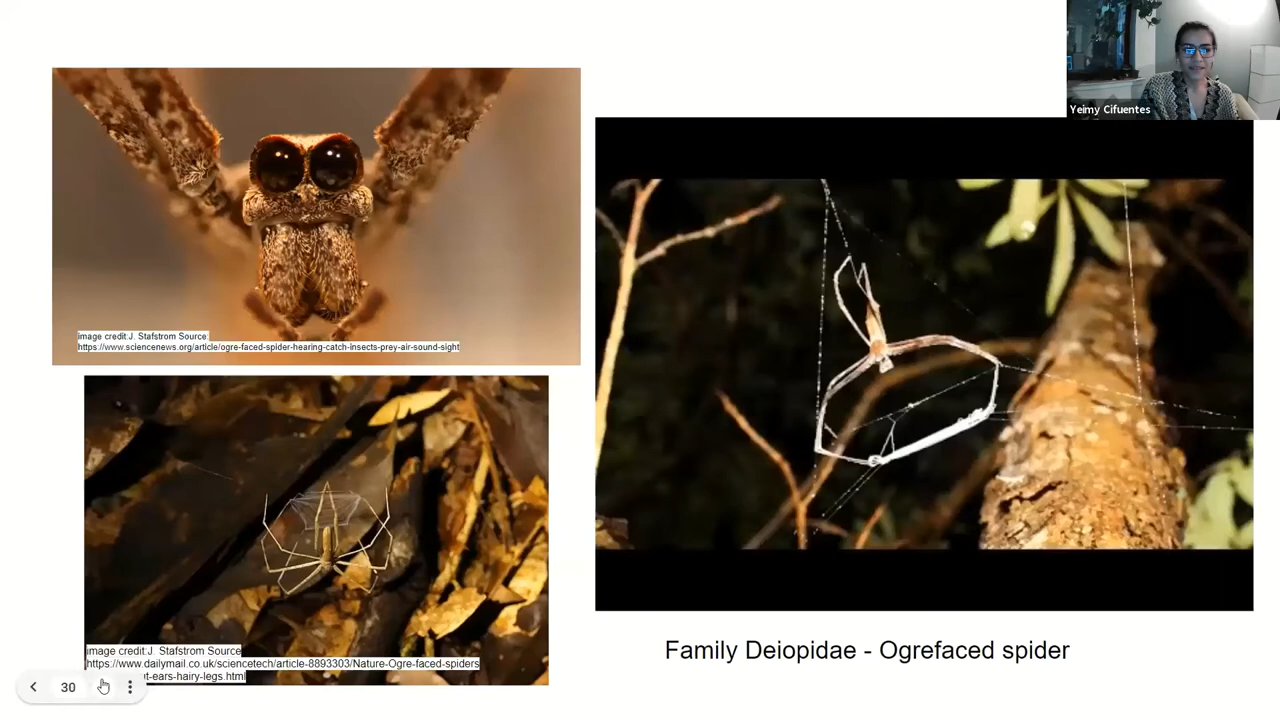 Yeimy Cifuentes
image credit:J. Stafstrom Source:
https://www.sciencenews.org/article/ogre-faced-spider-hearing-catch-insects-prey-air-sound-sight
image credit:J. Stafstrom Source:
https://www.dailymail.co.uk/sciencetech/article-8893303/Nature-Ogre-faced-spiders
t-ears-hairy-legs.html
Family Deiopidae - Ogrefaced spider
30